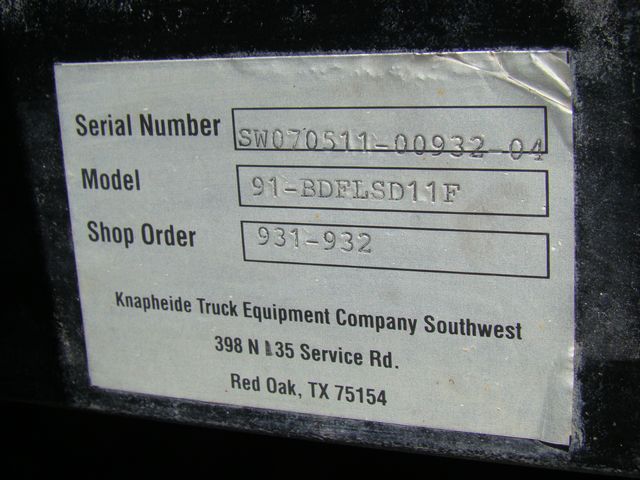 Serial Number SW070511-00932-04
Model 91-BDFLSD11F
Shop Order 931-932
Knapheide Truck Equipment Company Southwest
398 N I35 Service Rd.
Red Oak, TX 75154